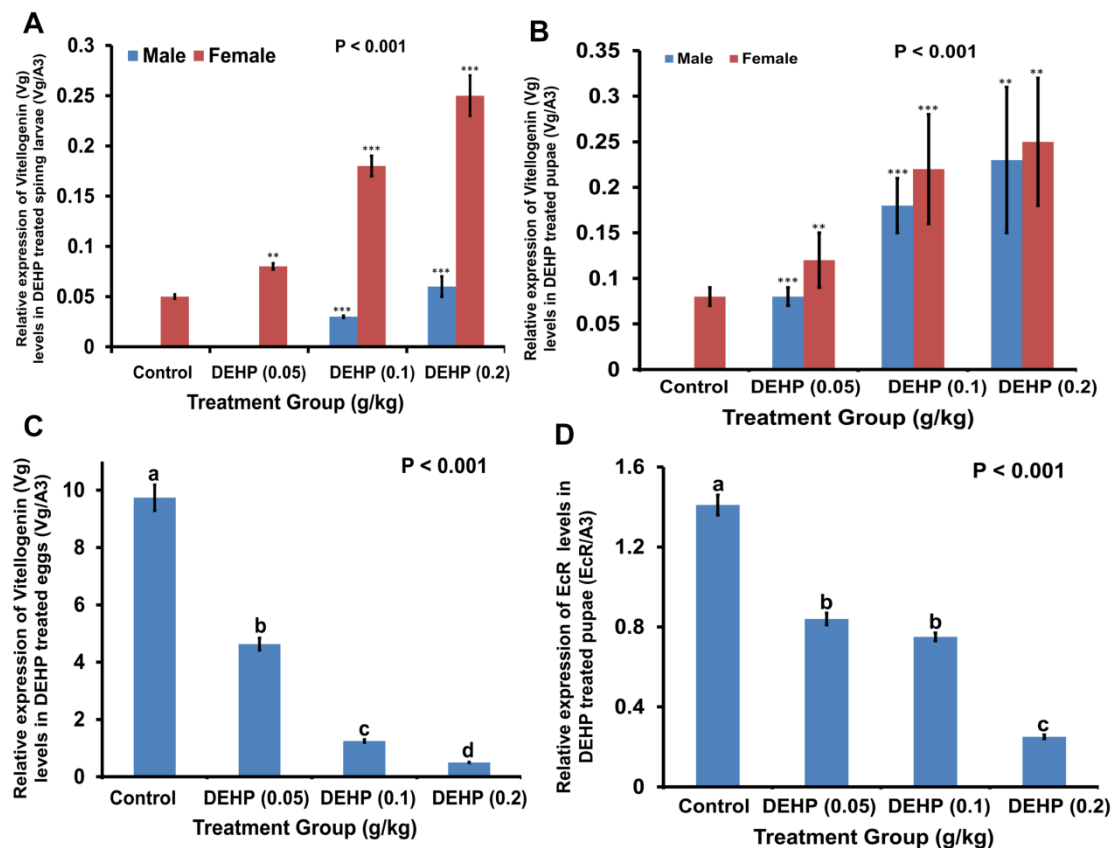 A
Relative expression of Vitellogenin (Vg)
levels in DEHP treated spinng larvae (Vg/A3)
P < 0.001
Male Female
0.3
0.25
0.2
0.15
0.1
0.05
0
**
***
***
***
***
Control DEHP (0.05) DEHP (0.1) DEHP (0.2)
Treatment Group (g/kg)
B
Relative expression of Vitellogenin (Vg)
levels in DEHP treated pupae (Vg/A3)
P < 0.001
Male Female
0.35
0.3
0.25
0.2
0.15
0.1
0.05
0
***
**
***
***
**
**
Control DEHP (0.05) DEHP (0.1) DEHP (0.2)
Treatment Group (g/kg)
C
Relative expression of Vitellogenin (Vg)
levels in DEHP treated eggs (Vg/A3)
P < 0.001
10
8
6
4
2
0
a
b
c
d
Control DEHP (0.05) DEHP (0.1) DEHP (0.2)
Treatment Group (g/kg)
D
Relative expression of EcR levels in
DEHP treated pupae (EcR/A3)
P < 0.001
1.6
1.2
0.8
0.4
0
a
b
b
c
Control DEHP (0.05) DEHP (0.1) DEHP (0.2)
Treatment Group (g/kg)